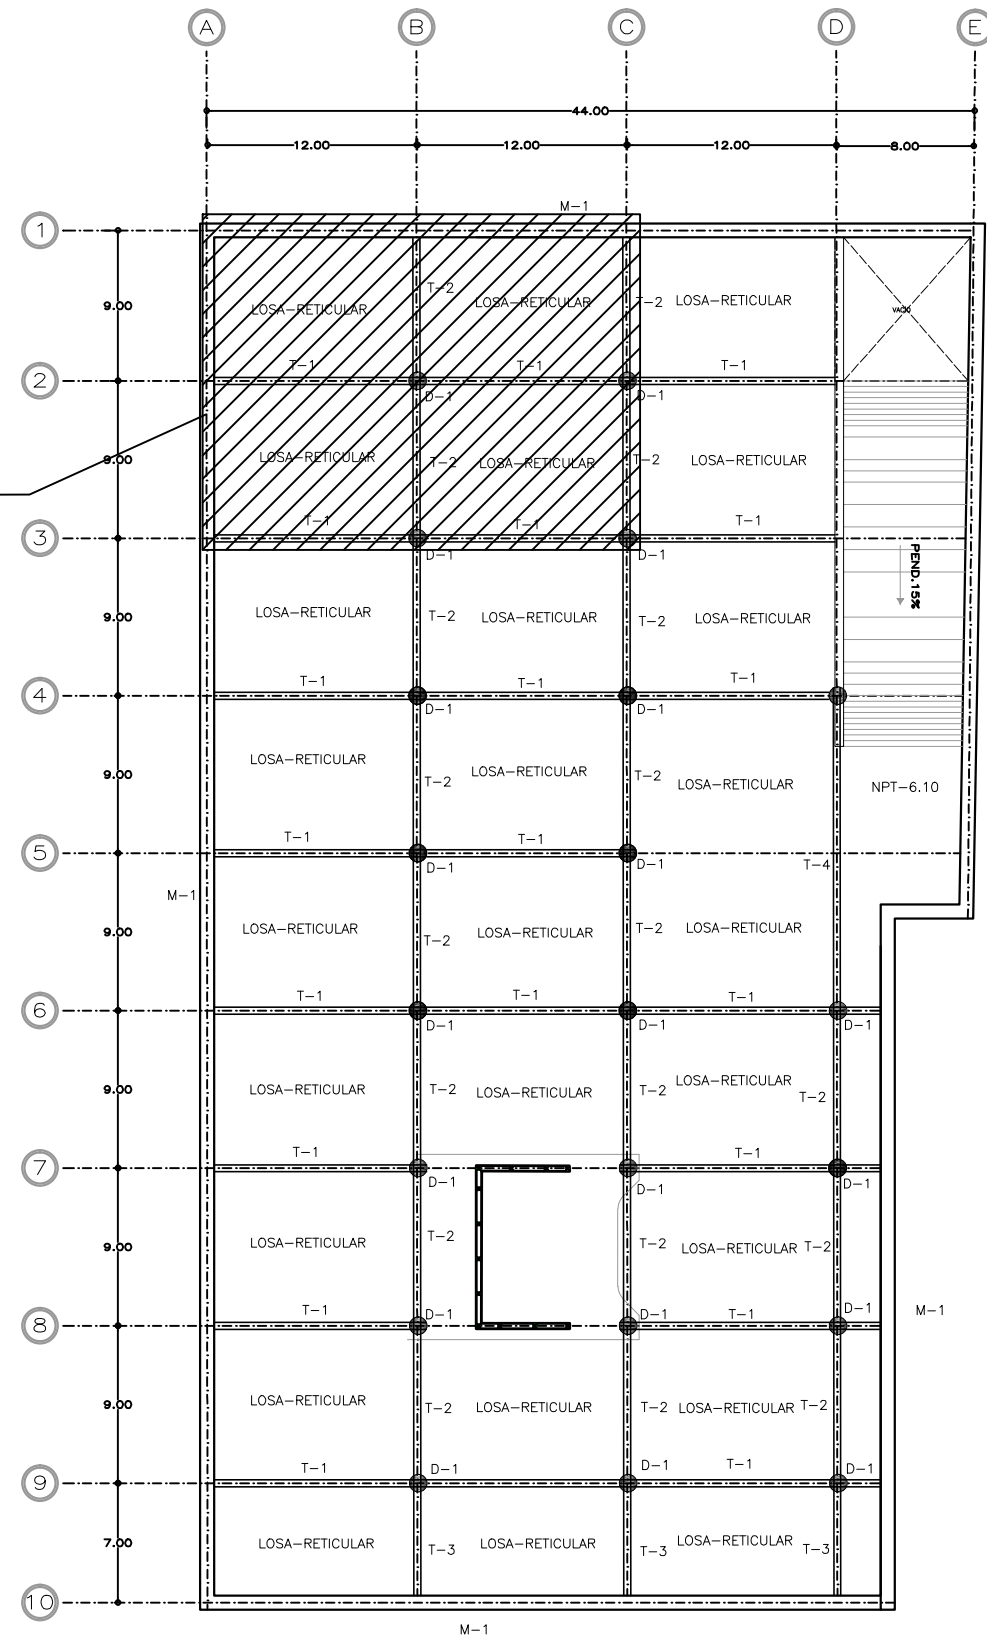 A B C D E
44.00
12.00 12.00 12.00 8.00
M-1
1
T-2
LOSA-RETICULAR LOSA-RETICULAR T-2 LOSA-RETICULAR
9.00
VACIO
T-1 T-1 T-1
2
D-1 D-1
LOSA-RETICULAR T-2 LOSA-RETICULAR T-2 LOSA-RETICULAR
9.00
T-1 T-1 T-1
3
D-1 D-1
PEND.15%
LOSA-RETICULAR T-2 LOSA-RETICULAR T-2 LOSA-RETICULAR
9.00
T-1 T-1 T-1
4
D-1 D-1
LOSA-RETICULAR T-2 LOSA-RETICULAR T-2 LOSA-RETICULAR NPT-6.10
9.00
T-1 T-1
5
D-1 D-1 T-4
M-1
LOSA-RETICULAR T-2 LOSA-RETICULAR T-2 LOSA-RETICULAR
9.00
T-1 T-1 T-1
6
D-1 D-1 D-1
LOSA-RETICULAR T-2 LOSA-RETICULAR T-2 LOSA-RETICULAR T-2
9.00
T-1 T-1
7
D-1 D-1 D-1
LOSA-RETICULAR T-2 T-2 LOSA-RETICULAR T-2
9.00
T-1 D-1 D-1 T-1 D-1 M-1
8
LOSA-RETICULAR T-2 LOSA-RETICULAR T-2 LOSA-RETICULAR T-2
9.00
T-1 D-1 D-1 T-1 D-1
9
LOSA-RETICULAR T-3 LOSA-RETICULAR T-3 LOSA-RETICULAR T-3
7.00
10
M-1